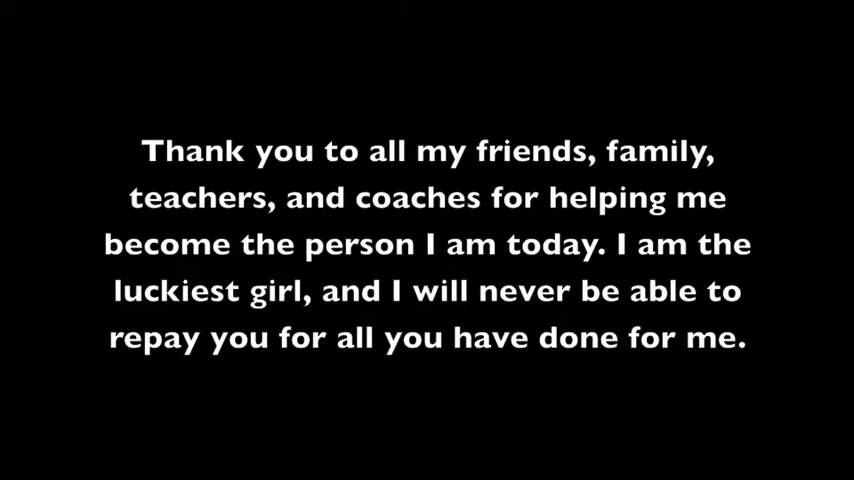 Thank you to all my friends, family,
teachers, and coaches for helping me
become the person I am today. I am the
luckiest girl, and I will never be able to
repay you for all you have done for me.